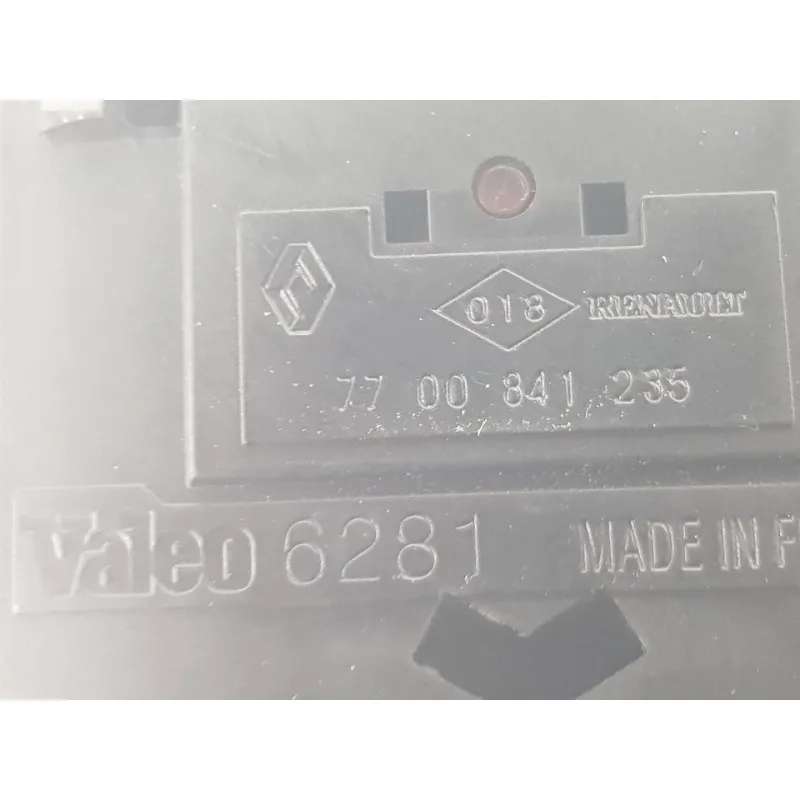 018 RENAULT
77 00 841 235
Valeo 6281 MADE IN F